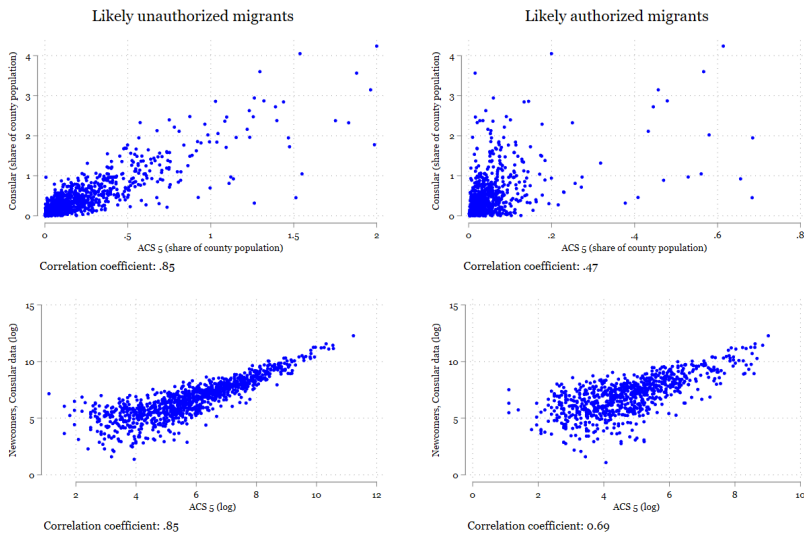 Likely unauthorized migrants
Likely authorized migrants
Consular (share of county population)
4
3
2
1
0
0
.5
1
1.5
2
ACS 5 (share of county population)
Correlation coefficient: .85
Consular (share of county population)
4
3
2
1
0
0
.2
.4
.6
.8
ACS 5 (share of county population)
Correlation coefficient: .47
Newcomers, Consular data (log)
15
10
5
0
2
4
6
8
10
12
ACS 5 (log)
Correlation coefficient: .85
Newcomers, Consular data (log)
15
10
5
0
0
2
4
6
8
10
ACS 5 (log)
Correlation coefficient: 0.69